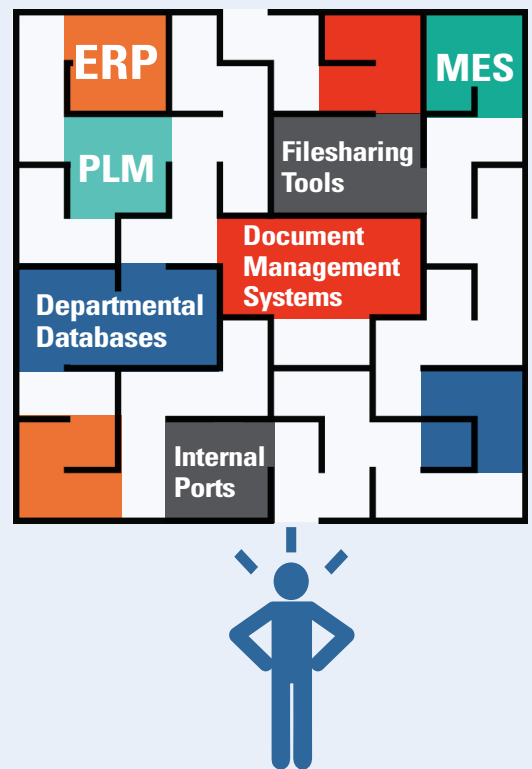 ERP
MES
PLM
Filesharing
Tools
Document
Management
Systems
Departmental
Databases
Internal
Ports